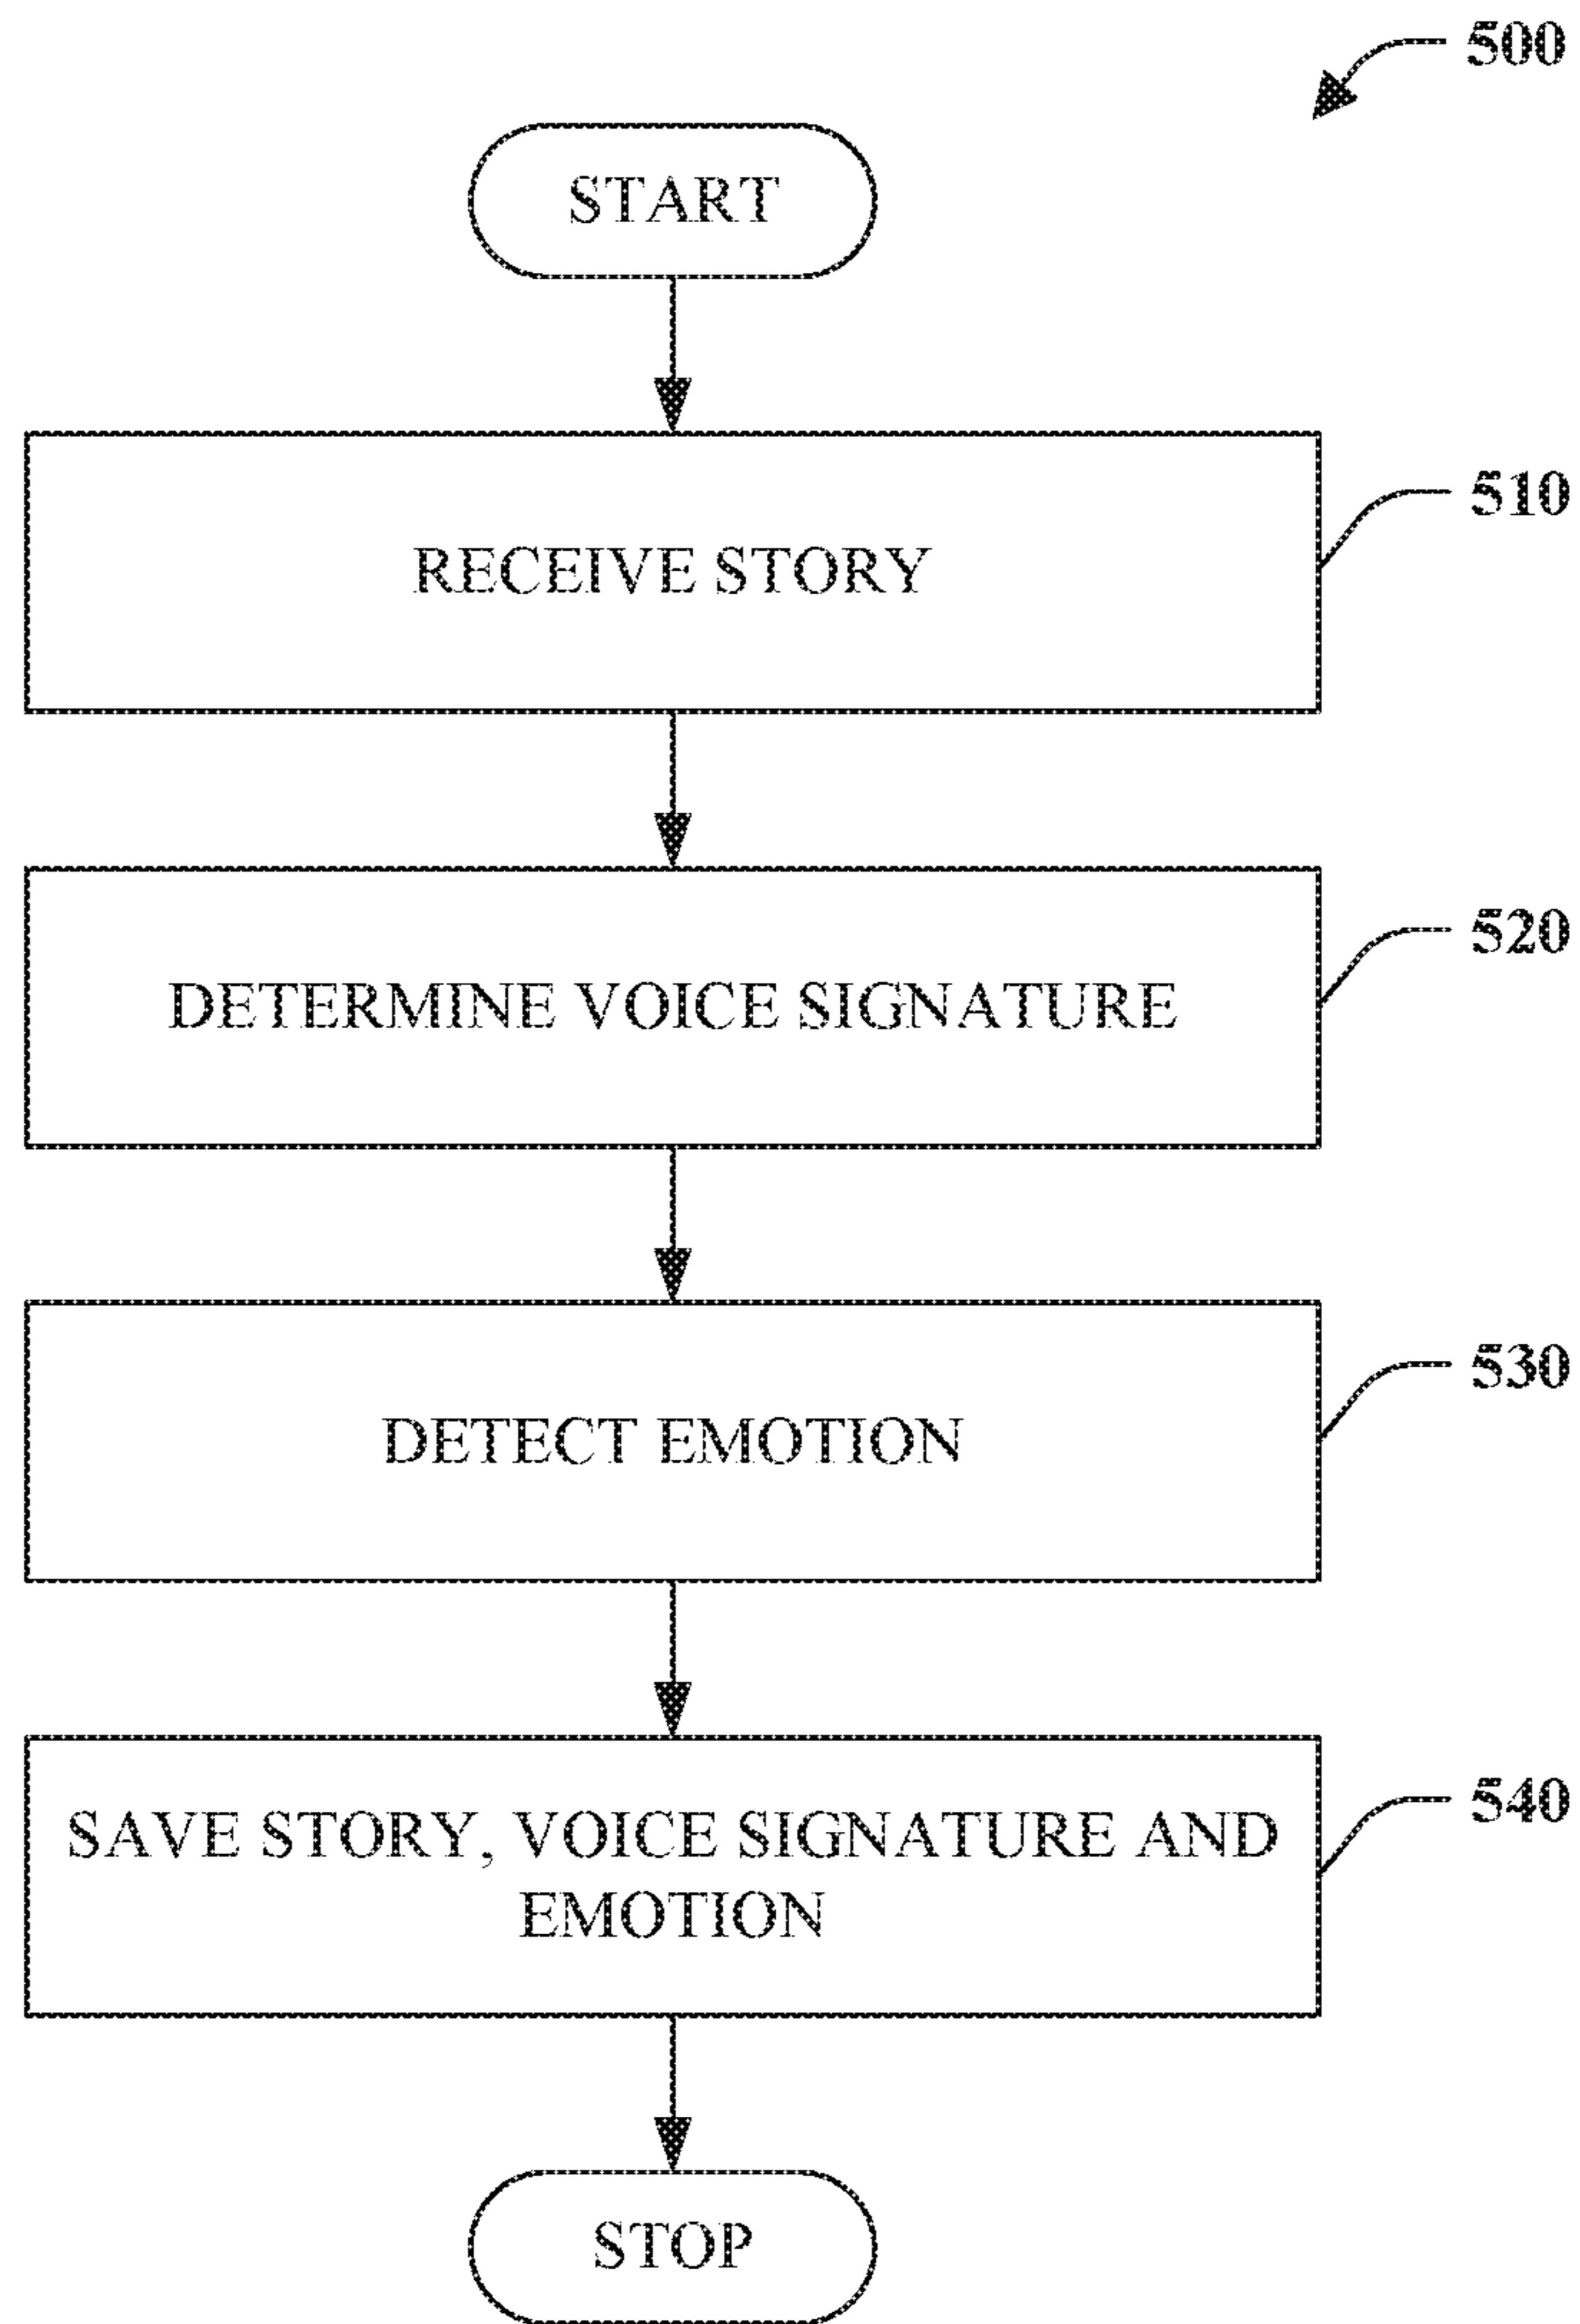 500
START
RECEIVE STORY
510
DETERMINE VOICE SIGNATURE
520
DETECT EMOTION
530
SAVE STORY, VOICE SIGNATURE AND
EMOTION
540
STOP